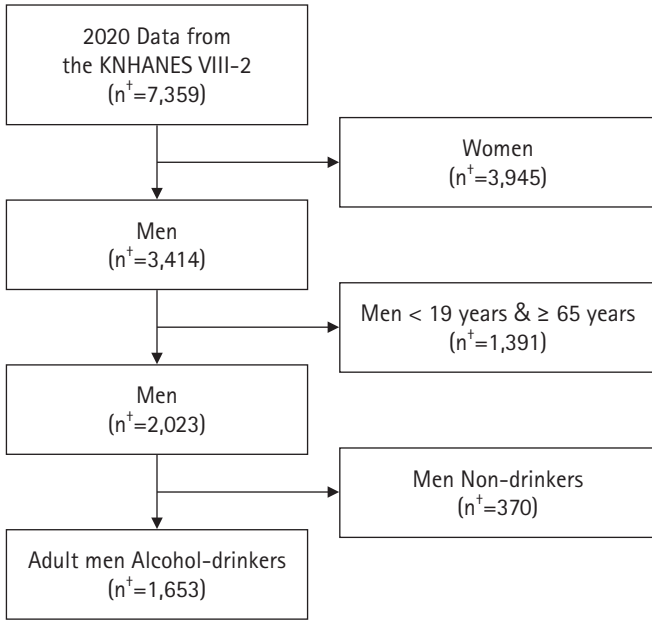 2020 Data from
the KNHANES VIII-2
(n†=7,359)
Women
(n†=3,945)
Men
(n†=3,414)
Men < 19 years & ≥ 65 years
(n†=1,391)
Men
(n†=2,023)
Men Non-drinkers
(n†=370)
Adult men Alcohol-drinkers
(n†=1,653)